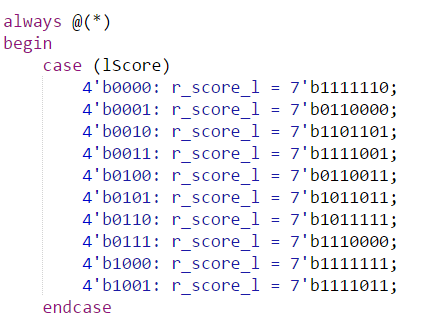 always @(*)
begin
    case (lScore)
        4'b0000: r_score_l = 7'b1111110;
        4'b0001: r_score_l = 7'b0110000;
        4'b0010: r_score_l = 7'b1101101;
        4'b0011: r_score_l = 7'b1111001;
        4'b0100: r_score_l = 7'b0110011;
        4'b0101: r_score_l = 7'b1011011;
        4'b0110: r_score_l = 7'b1011111;
        4'b0111: r_score_l = 7'b1110000;
        4'b1000: r_score_l = 7'b1111111;
        4'b1001: r_score_l = 7'b1111011;
    endcase